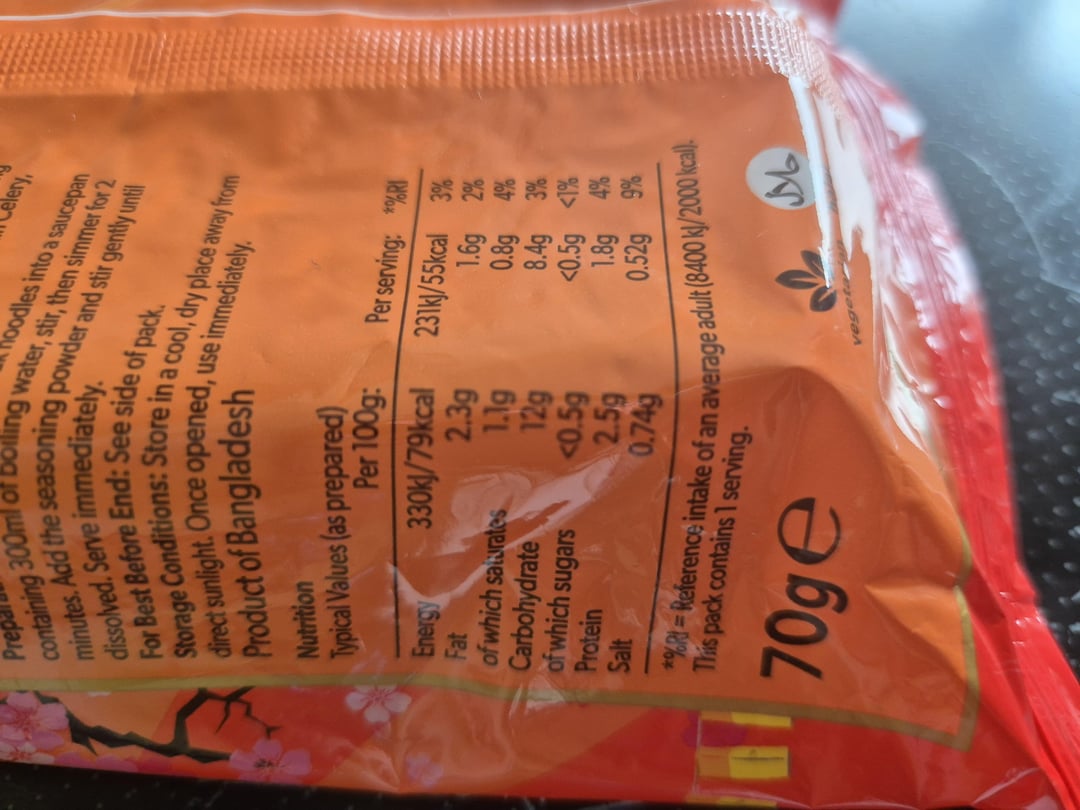 Celery,
noodles into a saucepan
containing 300ml of boiling water, stir, then simmer for 2
minutes. Add the seasoning powder and stir gently until
dissolved. Serve immediately.
For Best Before End: See side of pack.
Storage Conditions: Store in a cool, dry place away from
direct sunlight. Once opened, use immediately.
Product of Bangladesh
Nutrition
Typical Values (as prepared)
Per 100g: Per serving: *%RI
Energy 330kJ/79kcal 231kJ/55kcal 3%
Fat 2.3g 1.6g 2%
of which saturates 1.1g 0.8g 4%
Carbohydrate 12g 8.4g 3%
of which sugars <0.5g <0.5g <1%
Protein 2.5g 1.8g 4%
Salt 0.74g 0.52g 9%
*%RI = Reference intake of an average adult (8400 kJ/2000 kcal).
This pack contains 1 serving.
70g e